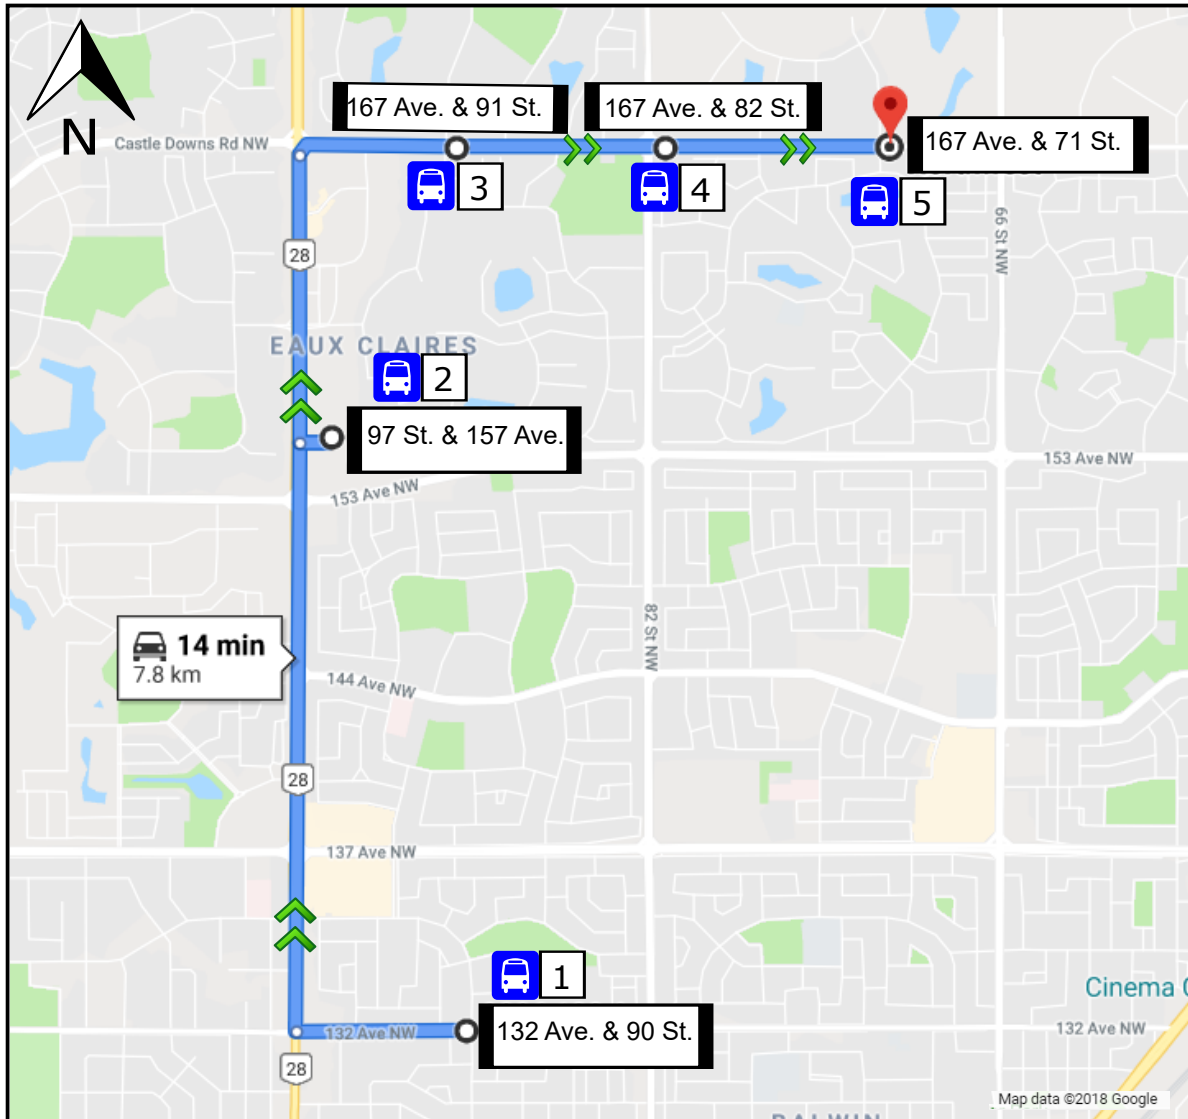 167 Ave. & 91 St.
167 Ave. & 82 St.
N
Castle Downs Rd NW
167 Ave. & 71 St.
3
4
5
66 St NW
28
EAUX CLAIRES
2
97 St. & 157 Ave.
153 Ave NW
153 Ave NW
82 St NW
14 min
7.8 km
144 Ave NW
28
137 Ave NW
1
Cinema C
132 Ave. & 90 St.
132 Ave NW
132 Ave NW
28
Map data ©2018 Google